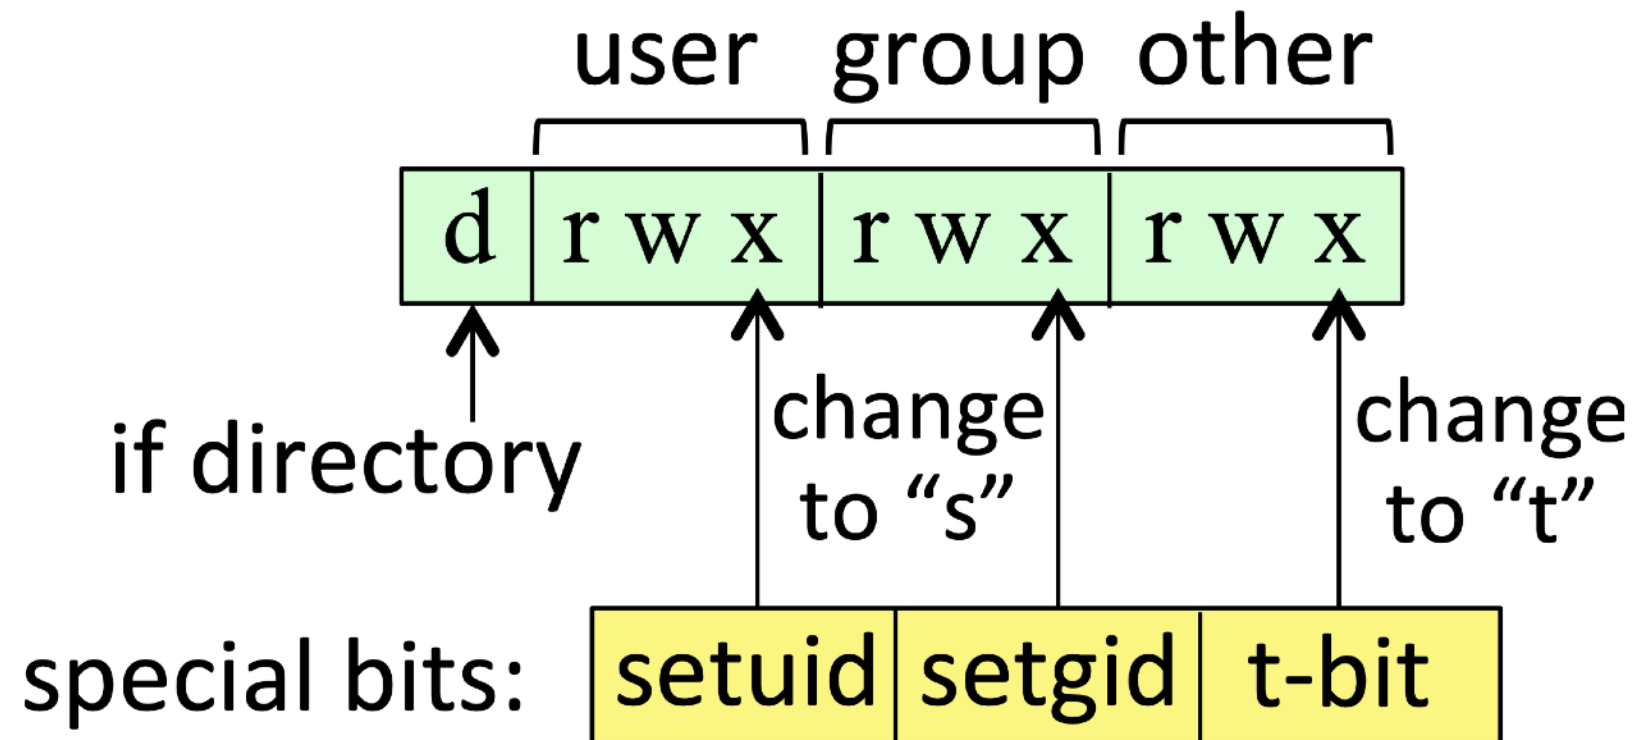 user group other
d r w x r w x r w x
if directory
change to “s”
change to “t”
special bits: setuid setgid t-bit